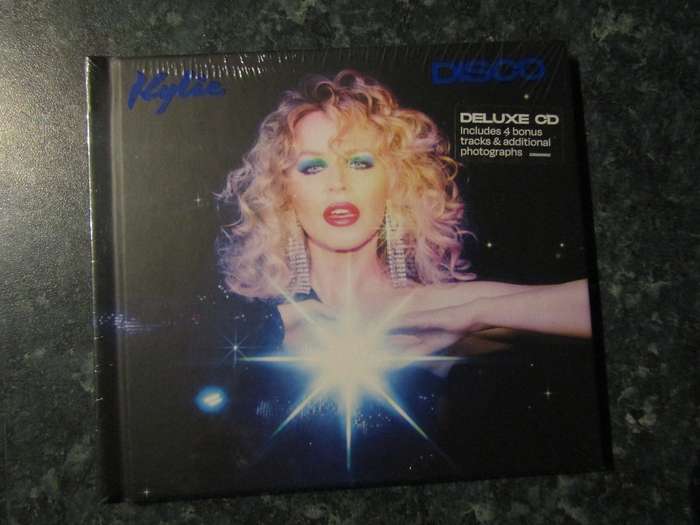 Kylie
DISCO
DELUXE CD
Includes 4 bonus
tracks & additional
photographs